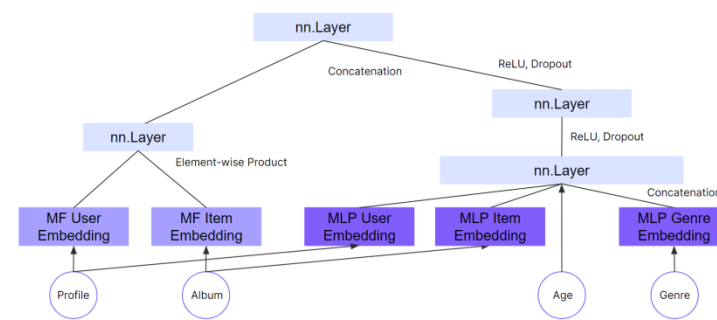 nn.Layer
Concatenation
ReLU, Dropout
nn.Layer
nn.Layer
Element-wise Product
ReLU, Dropout
nn.Layer
Concatenation
MF User
Embedding
MF Item
Embedding
MLP User
Embedding
MLP Item
Embedding
MLP Genre
Embedding
Profile
Album
Age
Genre